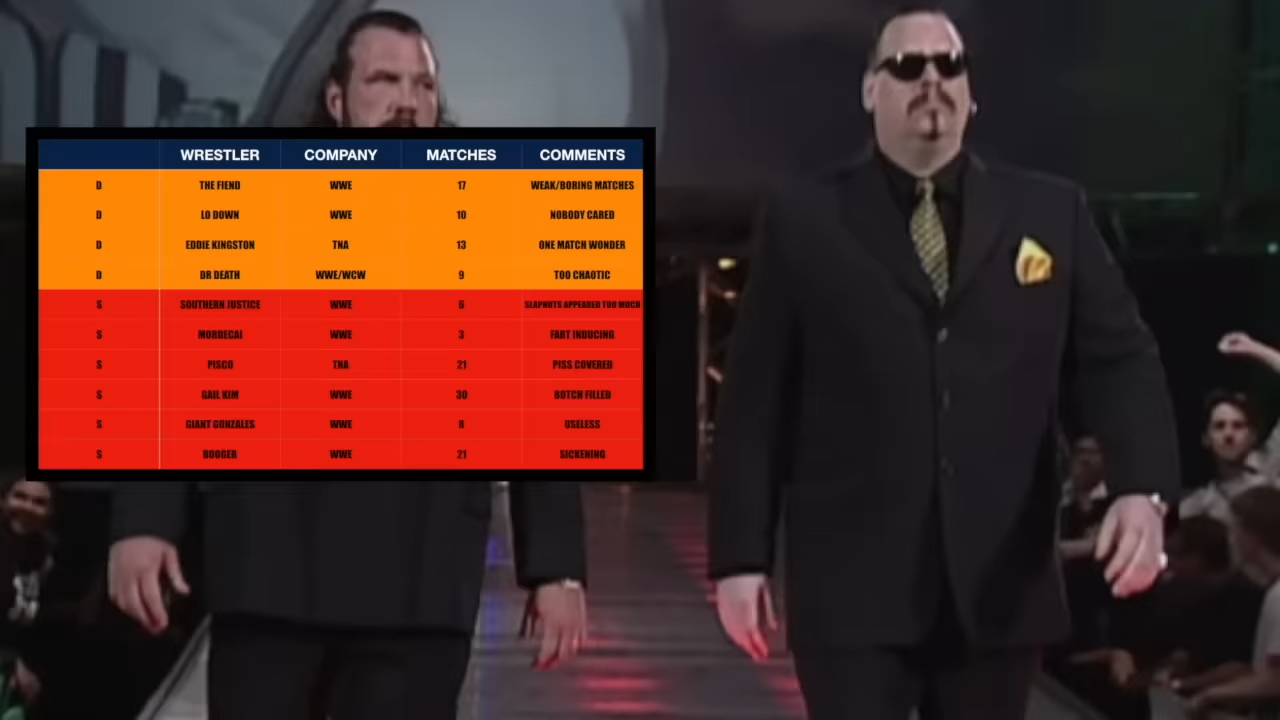 WRESTLER COMPANY MATCHES COMMENTS
D THE FIEND WWE 17 WEAK/BORING MATCHES
D LO DOWN WWE 10 NOBODY CARED
D EDDIE KINGSTON TNA 13 ONE MATCH WONDER
D DR DEATH WWE/WCW 9 TOO CHAOTIC
S SOUTHERN JUSTICE WWE 6 SLAPNUTS APPEARED TOO MUCH
S MORDECAI WWE 3 FART INDUCING
S PISCO TNA 21 PISS COVERED
S GAIL KIM WWE 30 BOTCH FILLED
S GIANT GONZALES WWE 8 USELESS
S BOOGER WWE 21 SICKENING